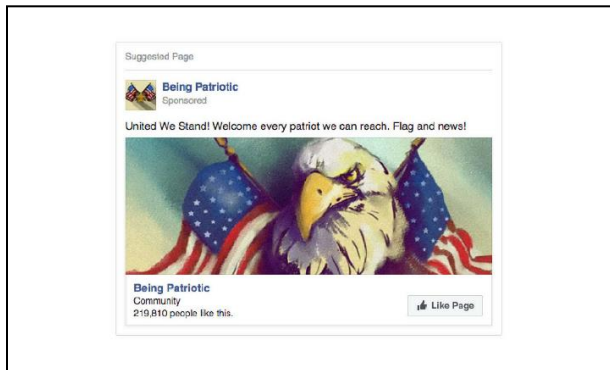 Suggested Page
Being Patriotic
Sponsored
United We Stand! Welcome every patriot we can reach. Flag and news!
Being Patriotic
Community
219,810 people like this.
Like Page